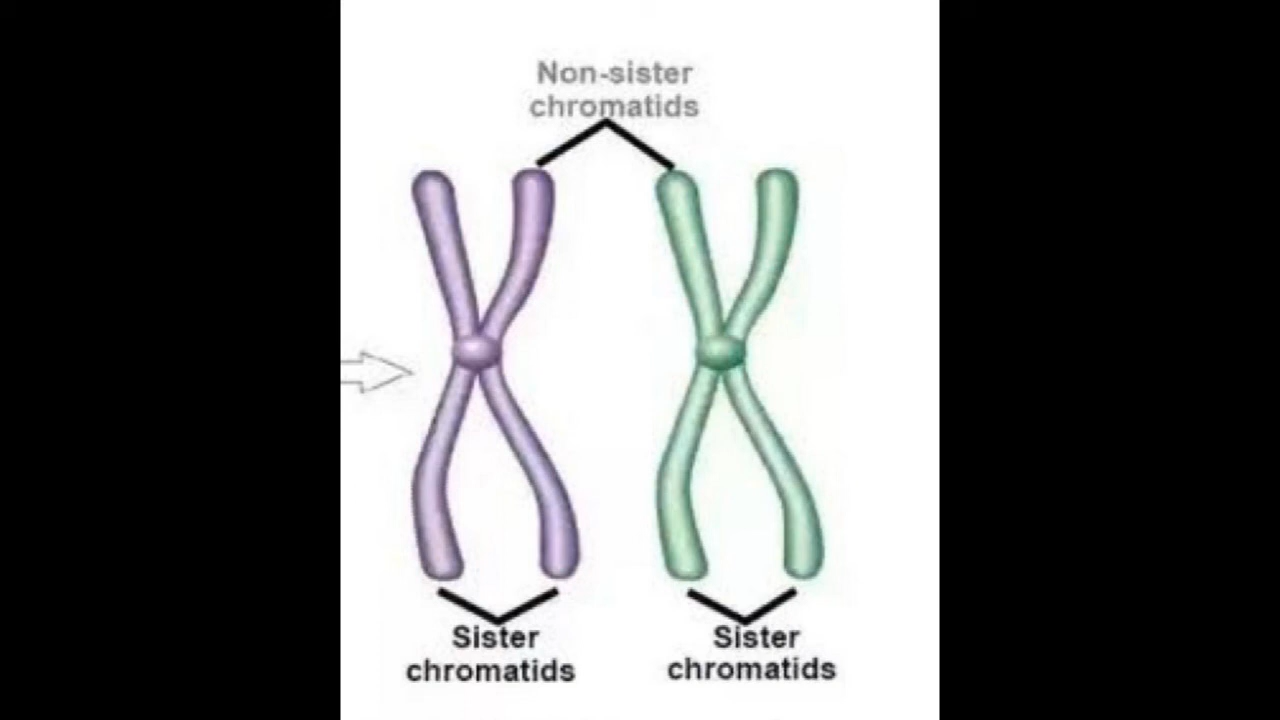 Non-sister
chromatids
Sister
chromatids
Sister
chromatids